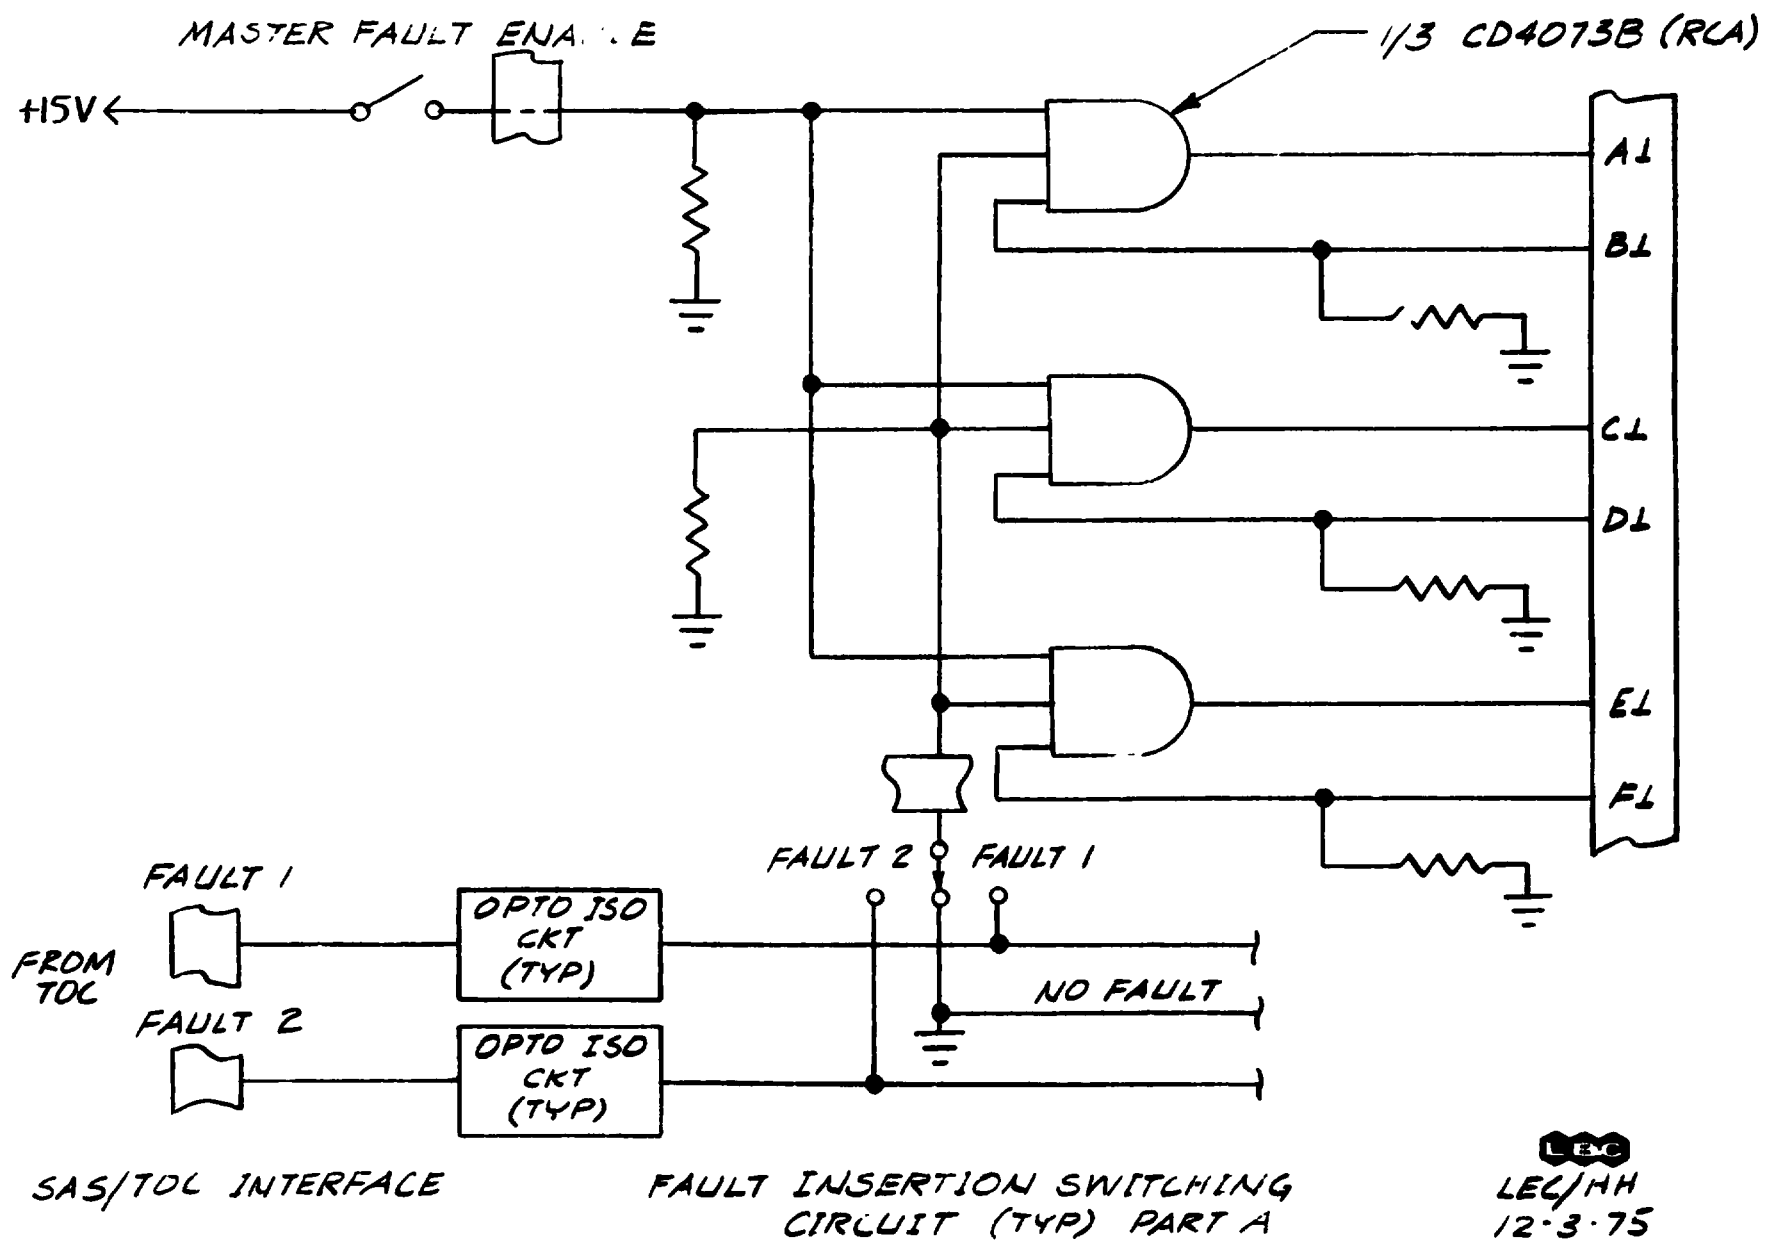 MASTER FAULT
1/3 CD4073B (RCA)
+15V
A1
B1
C1
D1
E1
F1
FAULT 2
FAULT 1
FAULT 1
OPTO ISO
CKT
(TYP)
FROM
TOC
NO FAULT
FAULT 2
OPTO ISO
CKT
(TYP)
LEC
SAS/TOC INTERFACE
FAULT INSERTION SWITCHING
CIRCUIT (TYP) PART A
LEC/HH
12·3·75